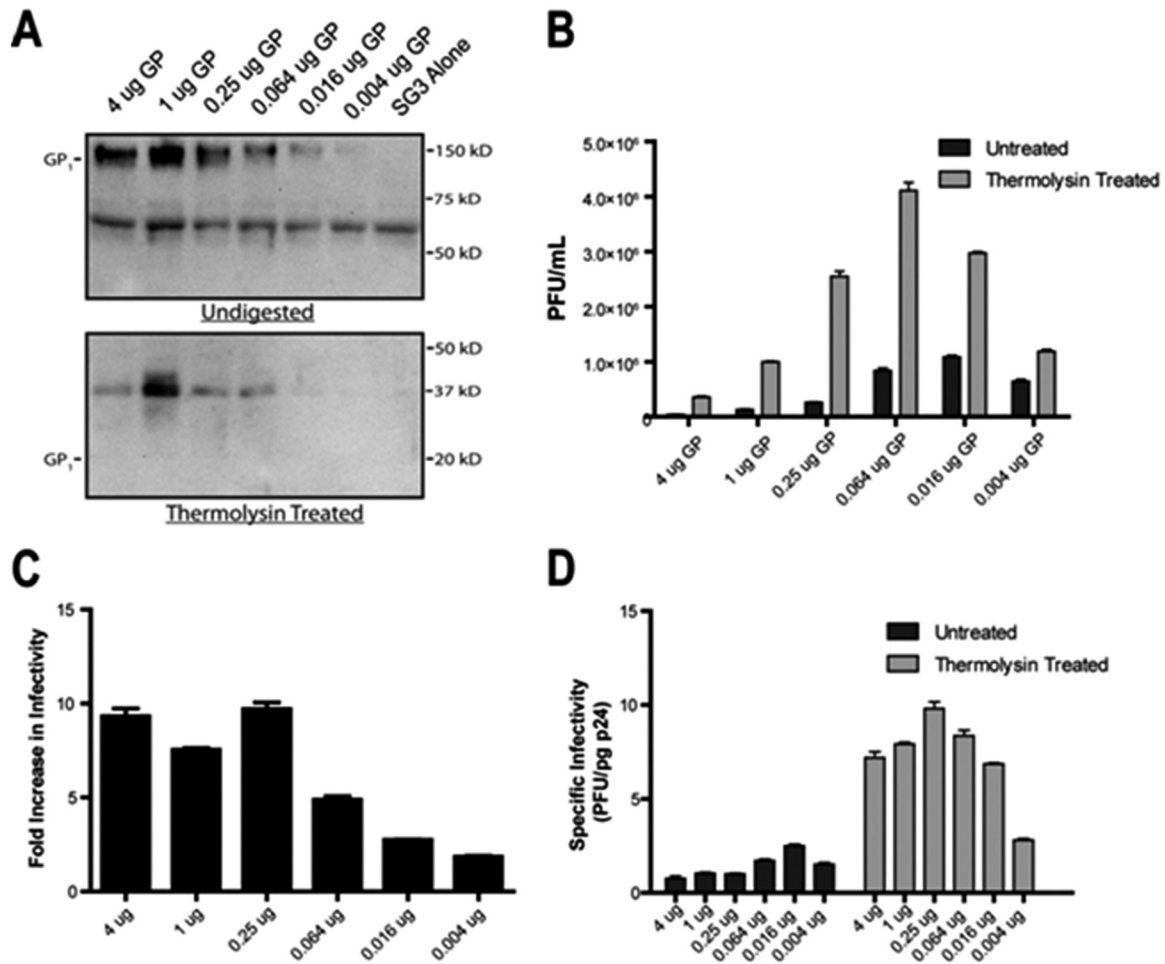 A
4 ug GP
1 ug GP
0.25 ug GP
0.064 ug GP
0.016 ug GP
0.004 ug GP
SG3 Alone
GP1
150 kD
75 kD
50 kD
Undigested
50 kD
37 kD
GP1
20 kD
Thermolysin Treated
B
Untreated
Thermolysin Treated
PFU/mL
5.0×10⁶
4.0×10⁶
3.0×10⁶
2.0×10⁶
1.0×10⁶
0
4 ug GP
1 ug GP
0.25 ug GP
0.064 ug GP
0.016 ug GP
0.004 ug GP
C
Fold Increase in Infectivity
15
10
5
0
4 ug
1 ug
0.25 ug
0.064 ug
0.016 ug
0.004 ug
D
Untreated
Thermolysin Treated
Specific Infectivity
(PFU/pg p24)
15
10
5
0
4 ug
1 ug
0.25 ug
0.064 ug
0.016 ug
0.004 ug
4 ug
1 ug
0.25 ug
0.064 ug
0.016 ug
0.004 ug